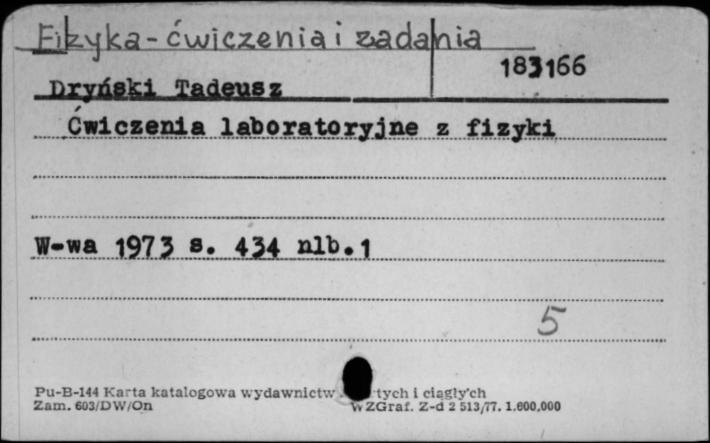 Fizyka - ćwiczenia i zadania
183166
Dryński Tadeusz
Ćwiczenia laboratoryjne z fizyki
W-wa 1973 s. 434 nlb.1
5
Pu-B-144 Karta katalogowa wydawnictw tych i ciągłych
Zam. 603/DW/On WZGraf. Z-d 2 513/77. 1.600.000